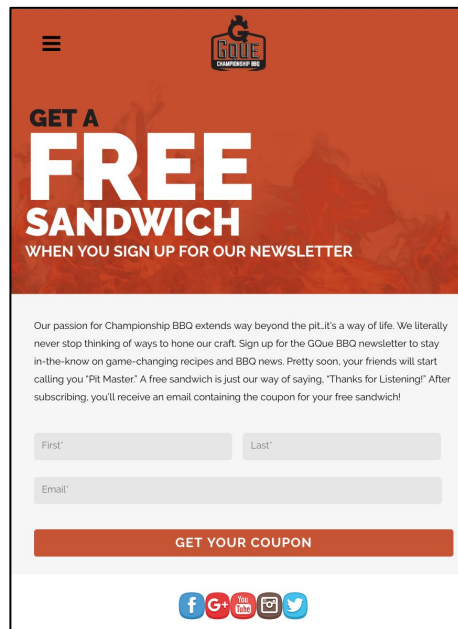 GQUE
CHAMPIONSHIP BBQ
GET A
FREE
SANDWICH
WHEN YOU SIGN UP FOR OUR NEWSLETTER
Our passion for Championship BBQ extends way beyond the pit…it's a way of life. We literally
never stop thinking of ways to hone our craft. Sign up for the GQue BBQ newsletter to stay
in-the-know on game-changing recipes and BBQ news. Pretty soon, your friends will start
calling you "Pit Master." A free sandwich is just our way of saying, "Thanks for Listening!" After
subscribing, you'll receive an email containing the coupon for your free sandwich!
First* Last*
Email*
GET YOUR COUPON
f G+ You Tube